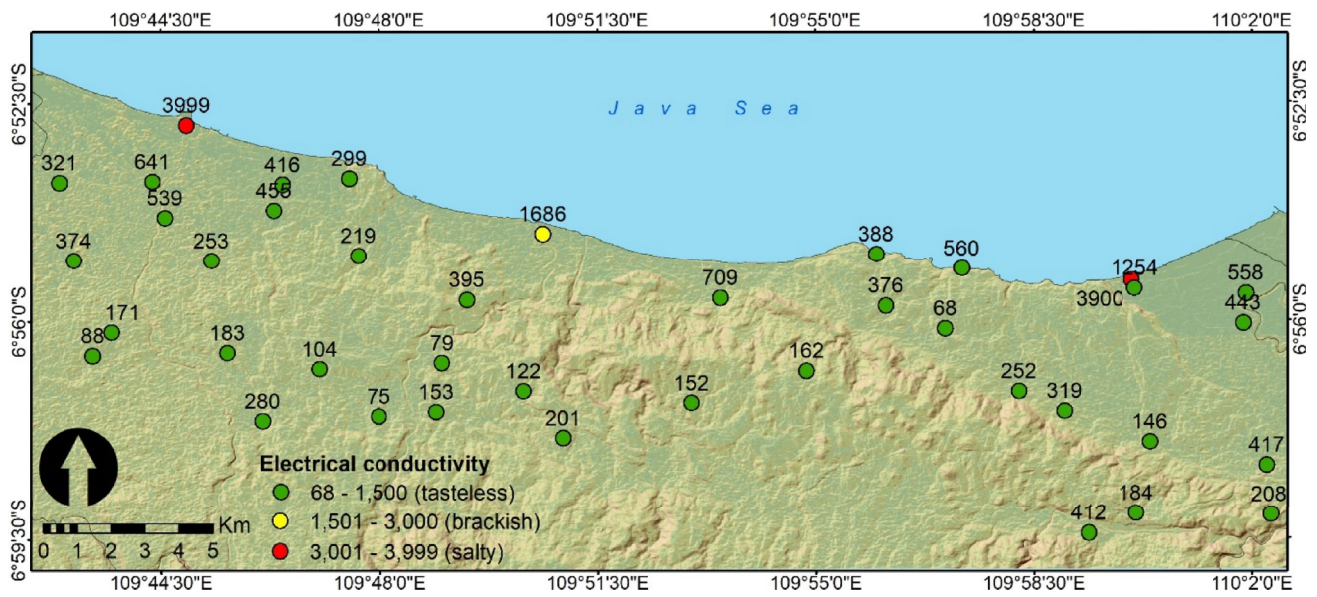 109°44'30"E 109°48'0"E 109°51'30"E 109°55'0"E 109°58'30"E 110°2'0"E
6°52'30"S
6°52'30"S
Java Sea
3999
321
641
416
299
539
455
1686
374
253
219
388
560
1254
558
395
709
376
3900
443
171
68
88
183
104
79
162
122
252
75
153
152
319
280
201
146
417
184
208
412
6°56'0"S
6°56'0"S
Electrical conductivity
68 - 1,500 (tasteless)
1,501 - 3,000 (brackish)
3,001 - 3,999 (salty)
Km
0 1 2 3 4 5
6°59'30"S
6°59'30"S
109°44'30"E 109°48'0"E 109°51'30"E 109°55'0"E 109°58'30"E 110°2'0"E